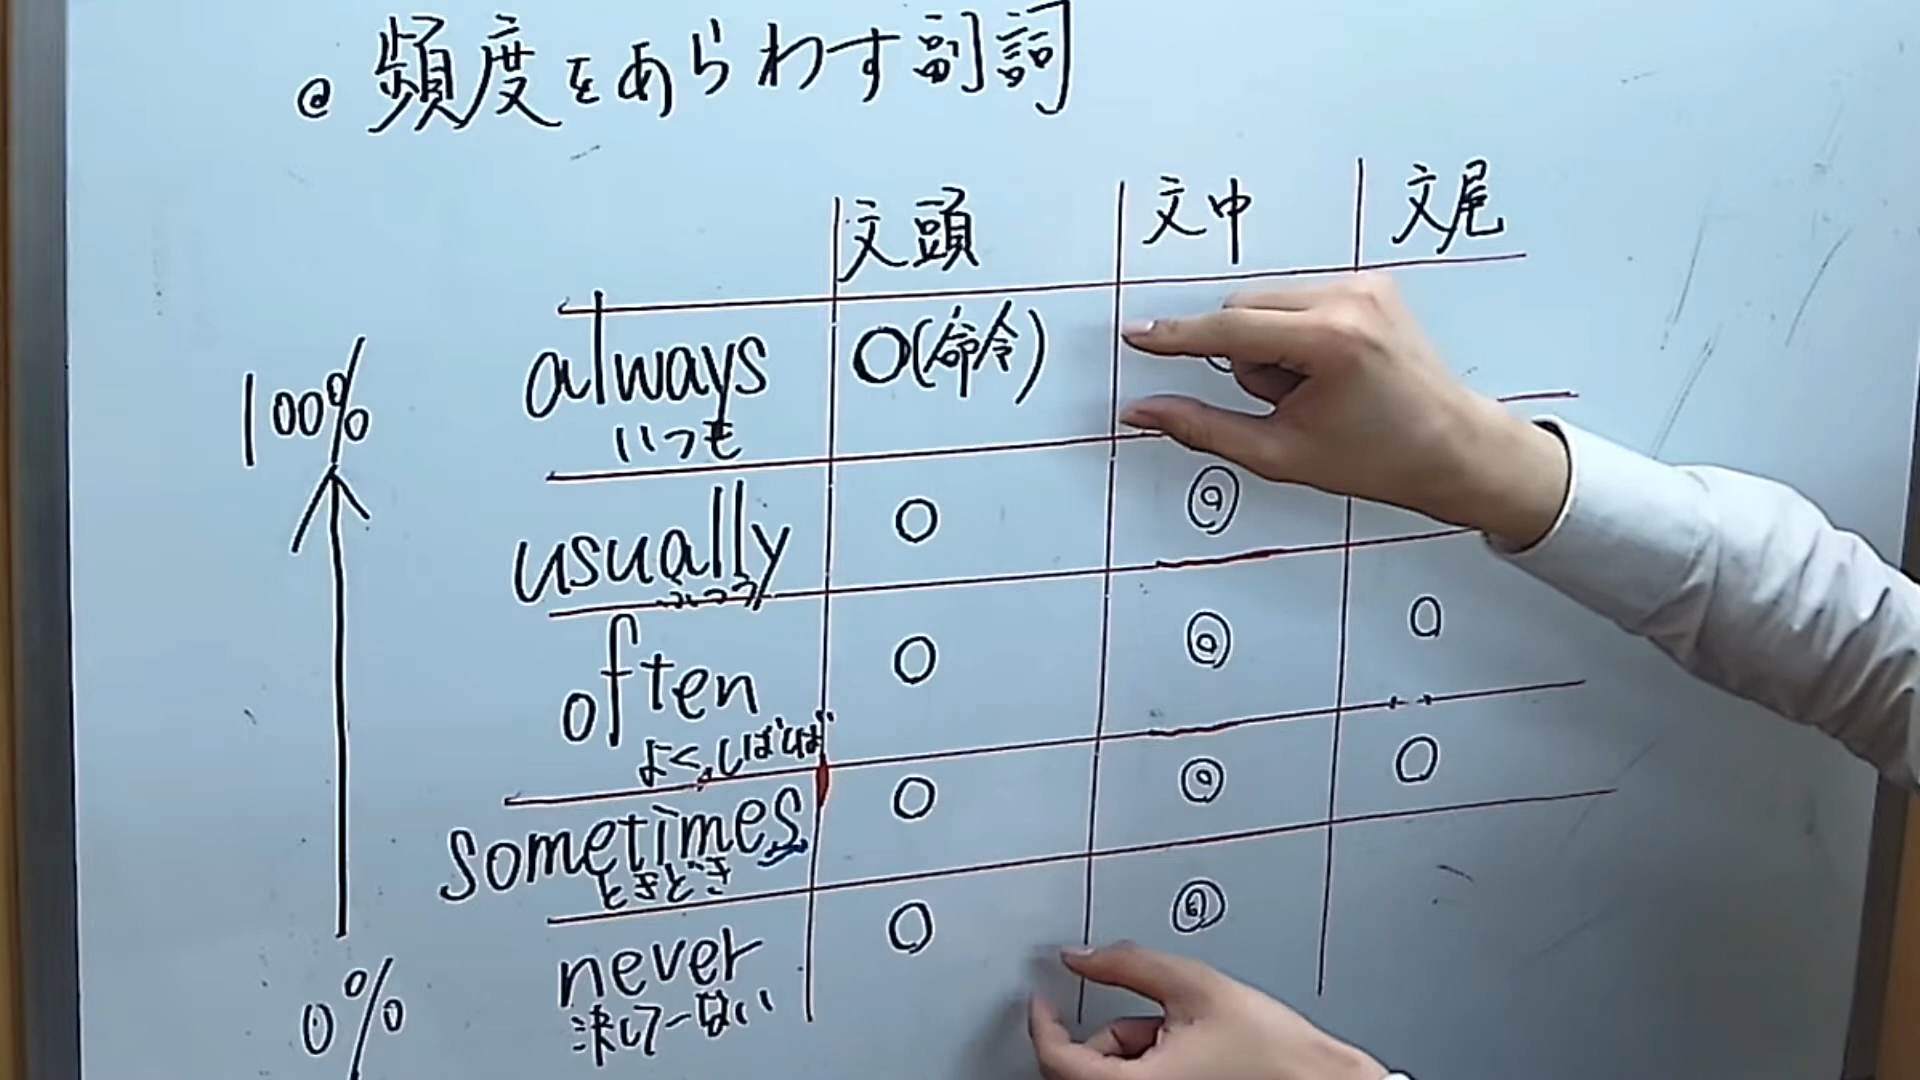 @ 頻度をあらわす副詞
文頭 文中 文尾
100%
always ○(命令)
いつも
usually ○ ◎
ふつう
often ○ ◎ ○
よく、しばしば
sometimes ○ ◎ ○
ときどき
never ○ ◎
決して〜ない
0%